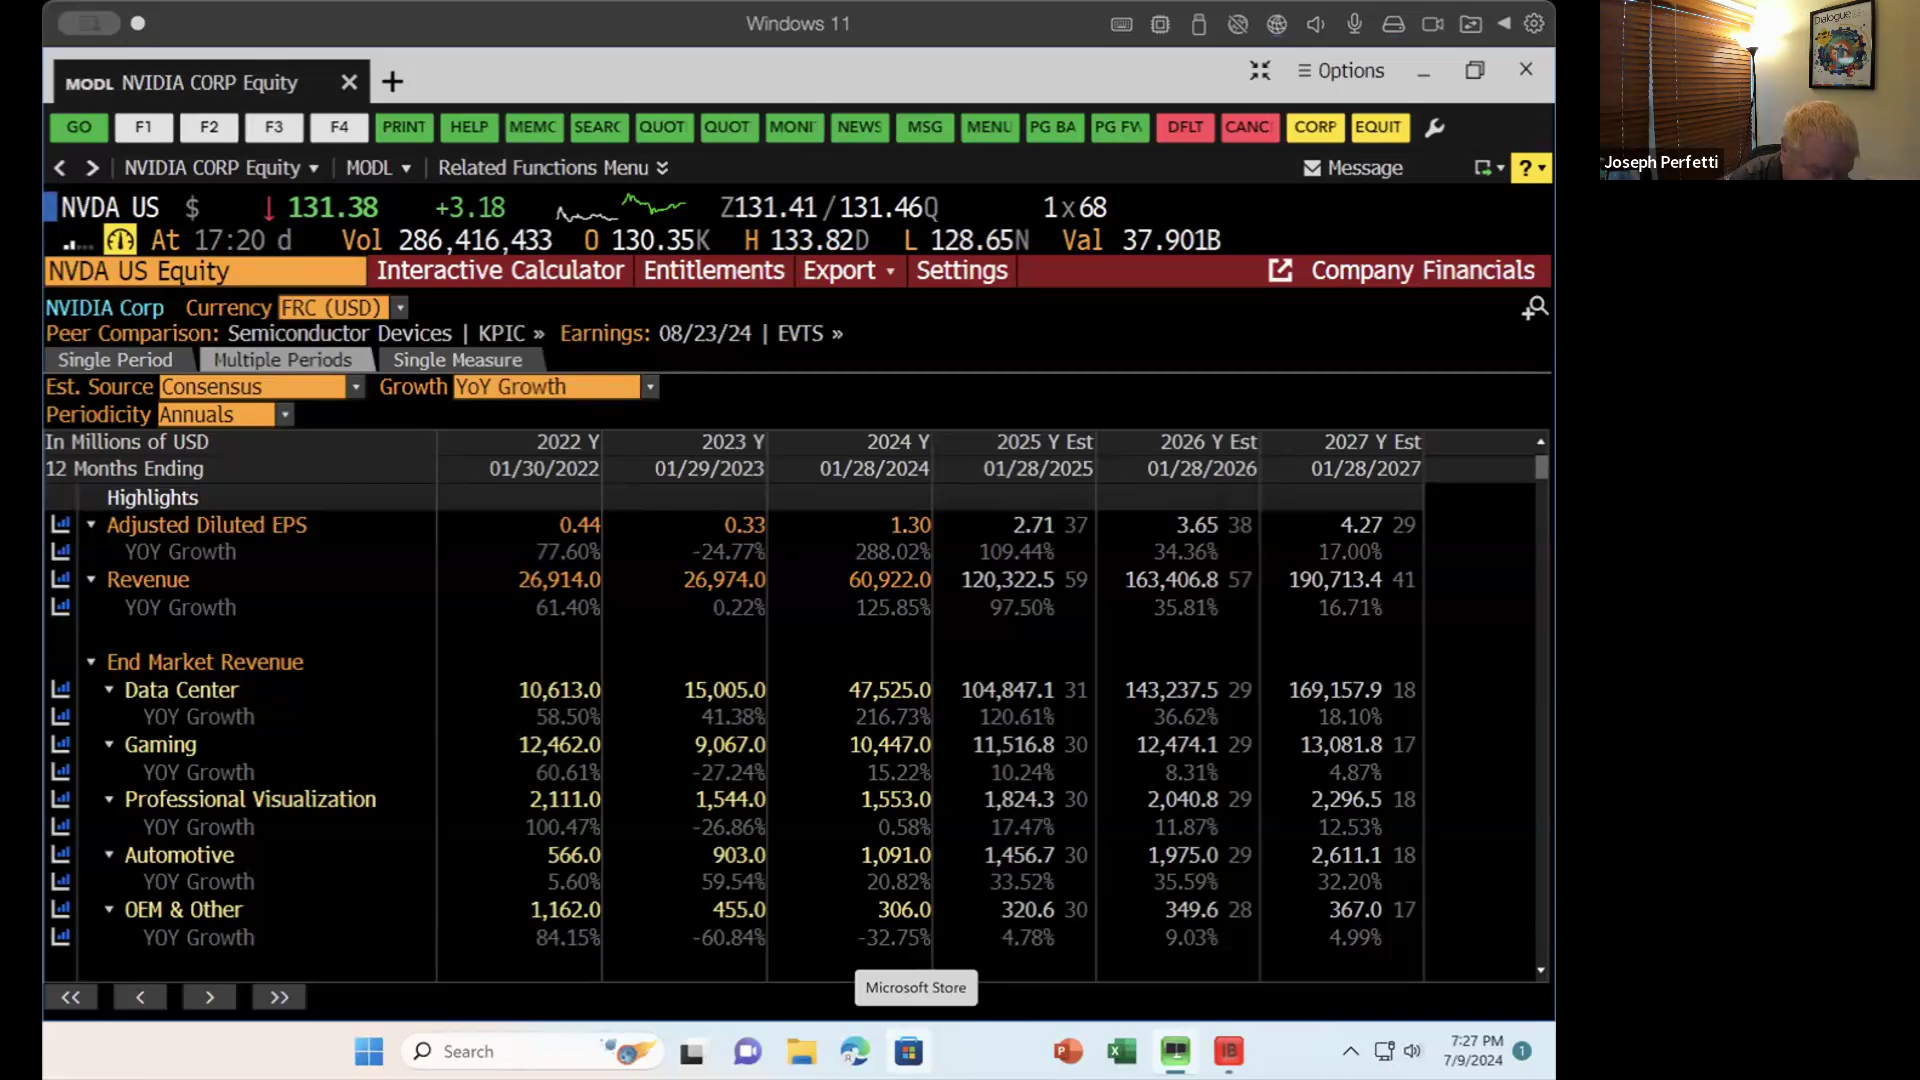 Windows 11
MODL NVIDIA CORP Equity
Options
GO F1 F2 F3 F4 PRINT HELP MEMC SEARC QUOT QUOT MONI NEWS MSG MENU PG BA PG FW DFLT CANC CORP EQUIT
NVIDIA CORP Equity MODL Related Functions Menu Message ?
NVDA US $ ↓ 131.38 +3.18 Z131.41/131.46Q 1x68
At 17:20 d Vol 286,416,433 O 130.35K H 133.82D L 128.65N Val 37.901B
NVDA US Equity Interactive Calculator Entitlements Export Settings Company Financials
NVIDIA Corp Currency FRC (USD)
Peer Comparison: Semiconductor Devices | KPIC » Earnings: 08/23/24 | EVTS »
Single Period Multiple Periods Single Measure
Est. Source Consensus Growth YoY Growth
Periodicity Annuals
In Millions of USD 2022 Y 2023 Y 2024 Y 2025 Y Est 2026 Y Est 2027 Y Est
12 Months Ending 01/30/2022 01/29/2023 01/28/2024 01/28/2025 01/28/2026 01/28/2027
Highlights
Adjusted Diluted EPS 0.44 0.33 1.30 2.71 37 3.65 38 4.27 29
YOY Growth 77.60% -24.77% 288.02% 109.44% 34.36% 17.00%
Revenue 26,914.0 26,974.0 60,922.0 120,322.5 59 163,406.8 57 190,713.4 41
YOY Growth 61.40% 0.22% 125.85% 97.50% 35.81% 16.71%
End Market Revenue
Data Center 10,613.0 15,005.0 47,525.0 104,847.1 31 143,237.5 29 169,157.9 18
YOY Growth 58.50% 41.38% 216.73% 120.61% 36.62% 18.10%
Gaming 12,462.0 9,067.0 10,447.0 11,516.8 30 12,474.1 29 13,081.8 17
YOY Growth 60.61% -27.24% 15.22% 10.24% 8.31% 4.87%
Professional Visualization 2,111.0 1,544.0 1,553.0 1,824.3 30 2,040.8 29 2,296.5 18
YOY Growth 100.47% -26.86% 0.58% 17.47% 11.87% 12.53%
Automotive 566.0 903.0 1,091.0 1,456.7 30 1,975.0 29 2,611.1 18
YOY Growth 5.60% 59.54% 20.82% 33.52% 35.59% 32.20%
OEM & Other 1,162.0 455.0 306.0 320.6 30 349.6 28 367.0 17
YOY Growth 84.15% -60.84% -32.75% 4.78% 9.03% 4.99%
Microsoft Store
Search
P X IB
7:27 PM
7/9/2024
1
Dialogue
Joseph Perfetti